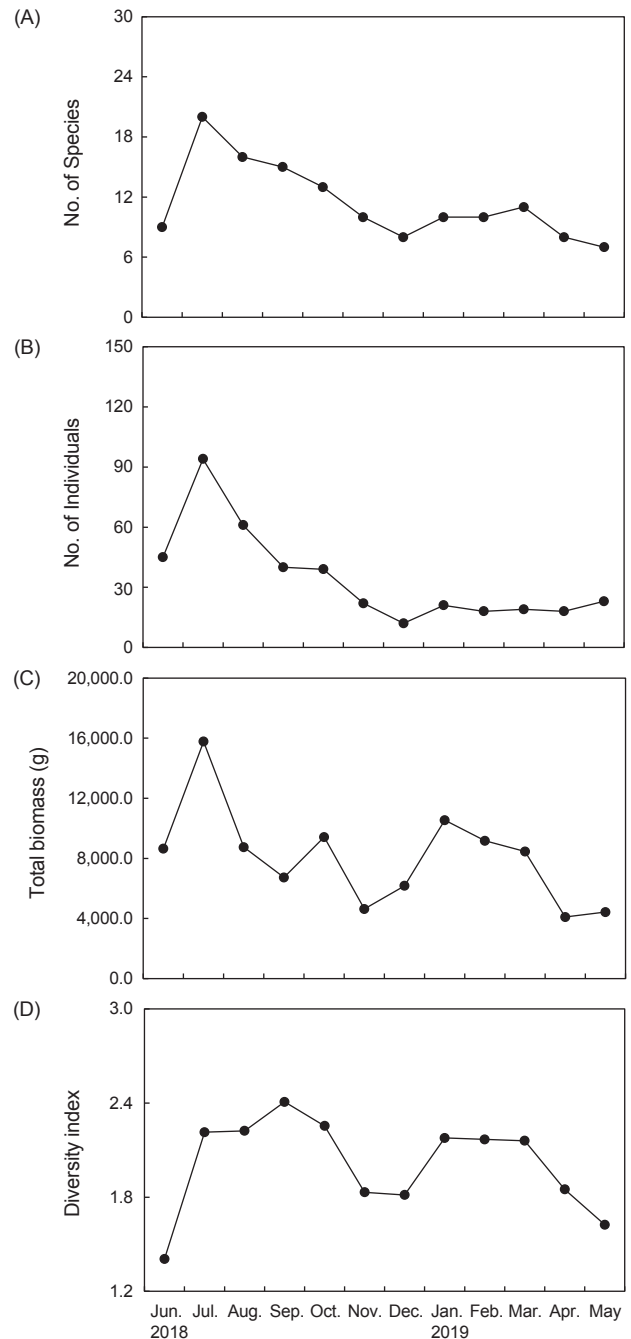 (A)
30
24
18
12
6
0
No. of Species
(B)
150
120
90
60
30
0
No. of Individuals
(C)
20,000.0
16,000.0
12,000.0
8,000.0
4,000.0
0.0
Total biomass (g)
(D)
3.0
2.4
1.8
1.2
Diversity index
Jun. Jul. Aug. Sep. Oct. Nov. Dec. Jan. Feb. Mar. Apr. May
2018 2019